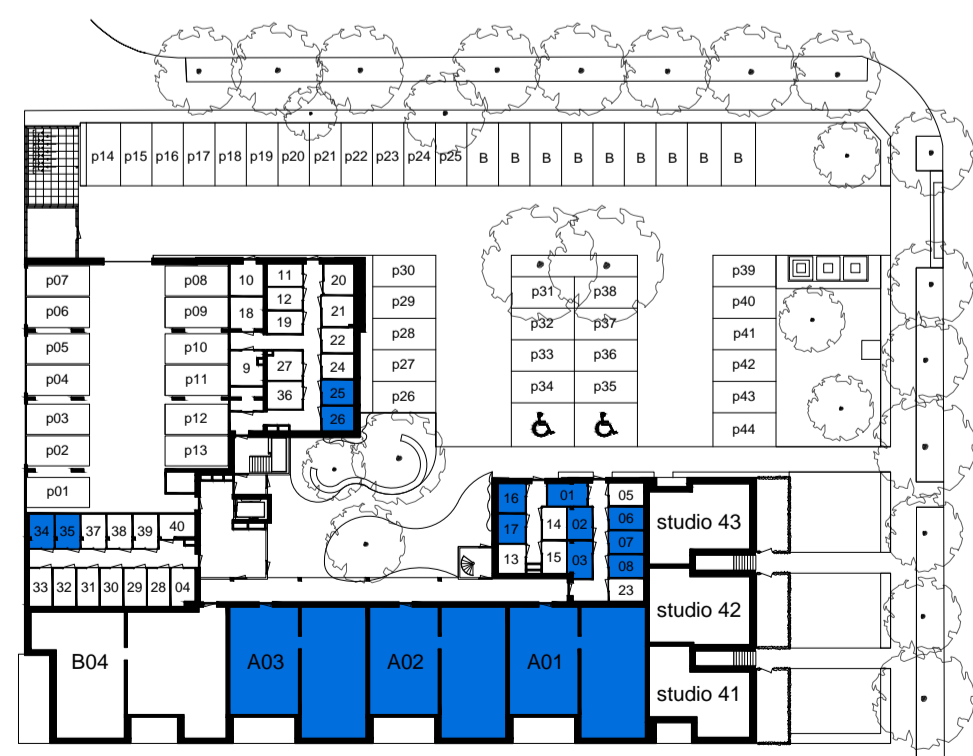 p14 p15 p16 p17 p18 p19 p20 p21 p22 p23 p24 p25 B B B B B B B B B
p07 p08 10 11 20 p30 p31 p38 p39
p06 p09 18 12 19 21 p29 p32 p37 p40
p05 p10 22 p28 p33 p36 p41
p04 p11 9 27 24 p27 p34 p35 p42
p03 p12 36 25 p26 p43
p02 p13 26 p44
p01
16 01 05
34 35 37 38 39 40 17 14 02 06 studio 43
07
13 15 03 08
33 32 31 30 29 28 04 23
studio 42
B04 A03 A02 A01
studio 41